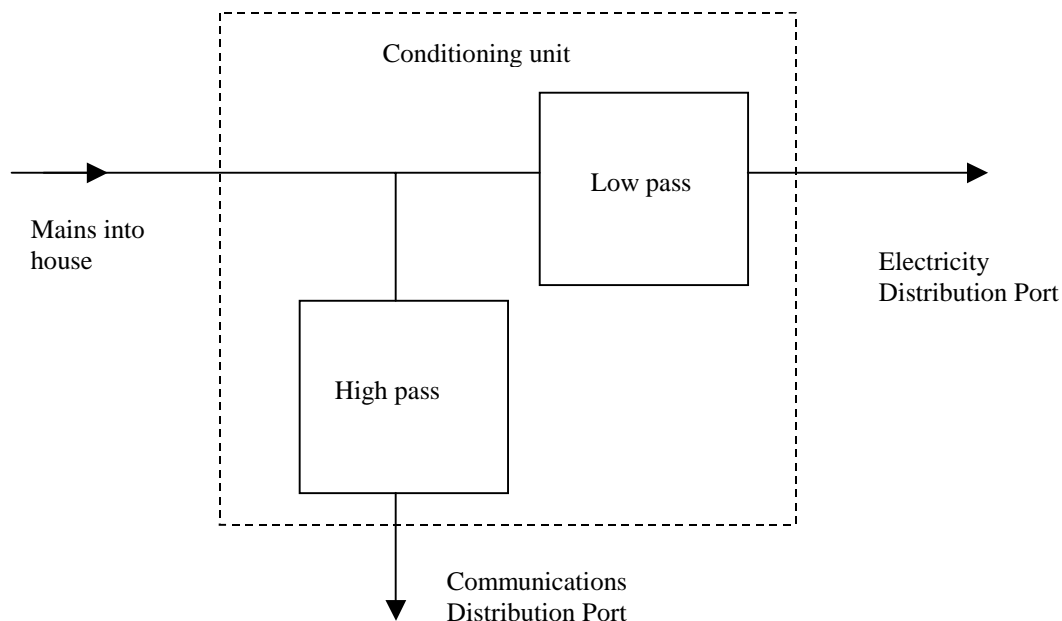 Conditioning unit
Low pass
Mains into
house
Electricity
Distribution Port
High pass
Communications
Distribution Port